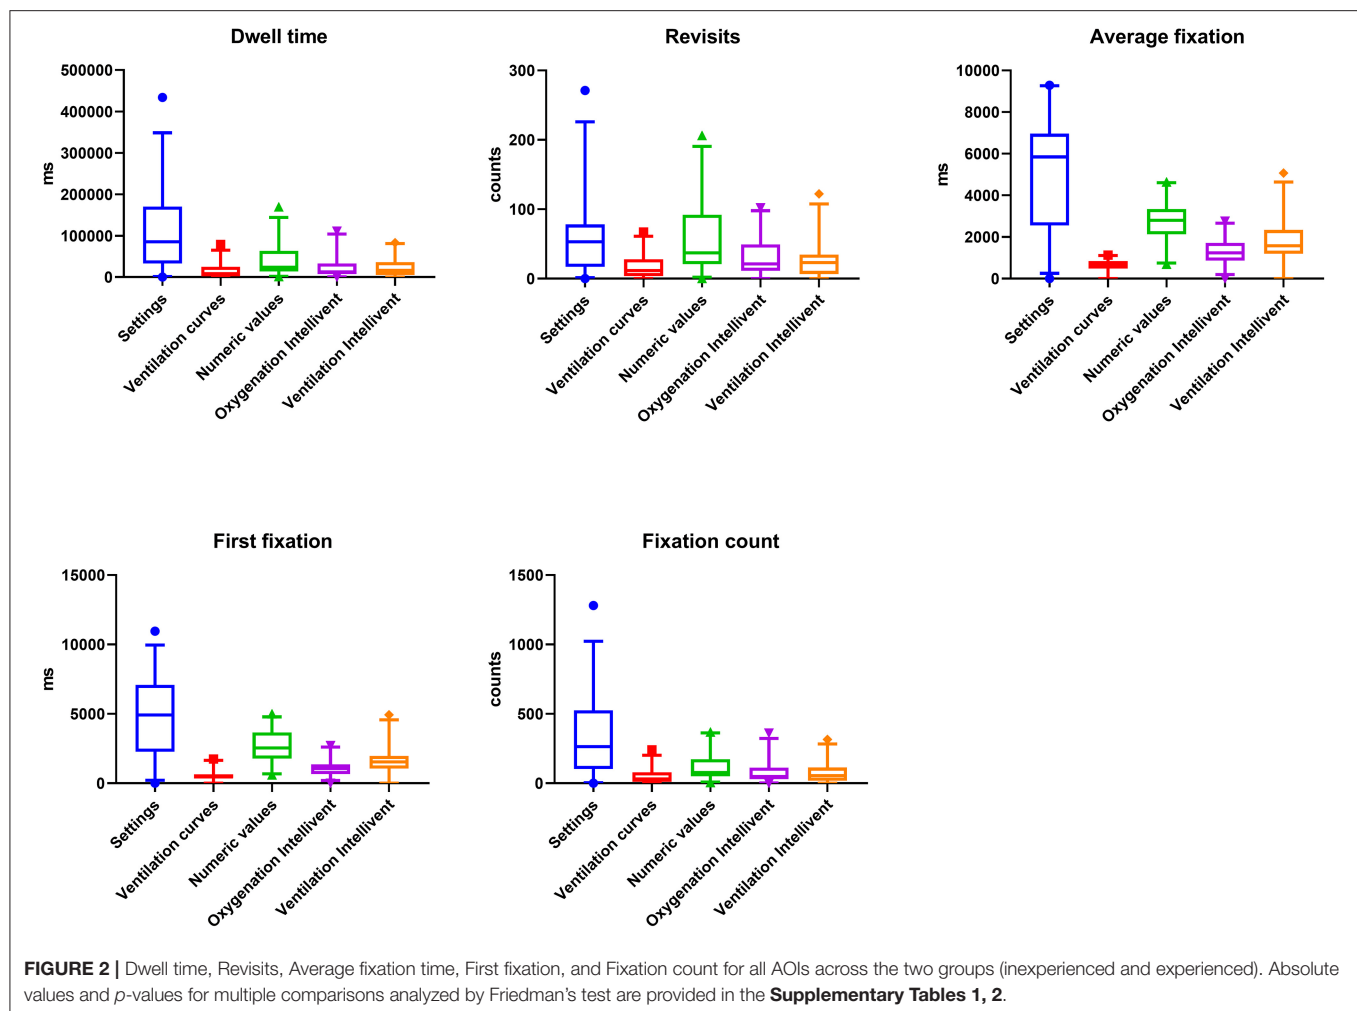 Dwell time
500000
400000
300000
200000
100000
0
ms
Settings
Ventilation curves
Numeric values
Oxygenation Intellivent
Ventilation Intellivent
Revisits
300
200
100
0
counts
Settings
Ventilation curves
Numeric values
Oxygenation Intellivent
Ventilation Intellivent
Average fixation
10000
8000
6000
4000
2000
0
ms
Settings
Ventilation curves
Numeric values
Oxygenation Intellivent
Ventilation Intellivent
First fixation
15000
10000
5000
0
ms
Settings
Ventilation curves
Numeric values
Oxygenation Intellivent
Ventilation Intellivent
Fixation count
1500
1000
500
0
counts
Settings
Ventilation curves
Numeric values
Oxygenation Intellivent
Ventilation Intellivent
FIGURE 2 | Dwell time, Revisits, Average fixation time, First fixation, and Fixation count for all AOIs across the two groups (inexperienced and experienced). Absolute
values and p-values for multiple comparisons analyzed by Friedman's test are provided in the Supplementary Tables 1, 2.